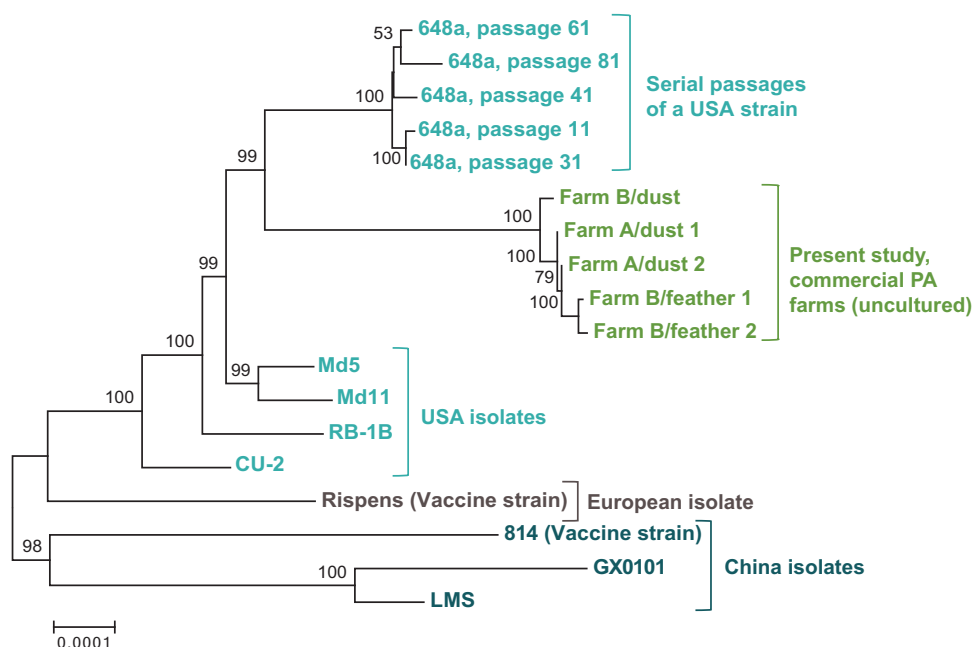 648a, passage 61
53
648a, passage 81
Serial passages
of a USA strain
100
648a, passage 41
648a, passage 11
100
648a, passage 31
99
Farm B/dust
100
Farm A/dust 1
100
Farm A/dust 2
79
Present study,
commercial PA
farms (uncultured)
99
Farm B/feather 1
100
Farm B/feather 2
100
Md5
99
Md11
100
USA isolates
RB-1B
CU-2
Rispens (Vaccine strain)
European isolate
814 (Vaccine strain)
98
GX0101
China isolates
100
LMS
0.0001